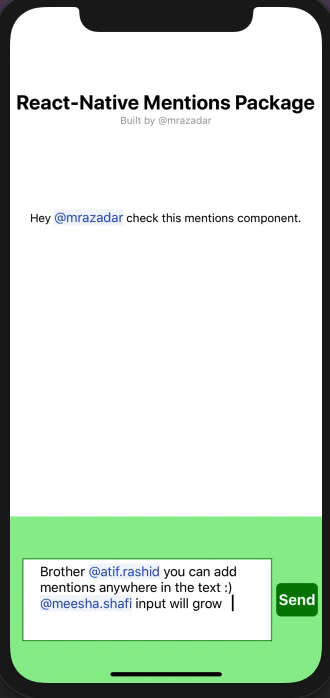 React-Native Mentions Package
Built by @mrazadar
Hey @mrazadar check this mentions component.
Brother @atif.rashid you can add
mentions anywhere in the text :)
@meesha.shafi input will grow
Send